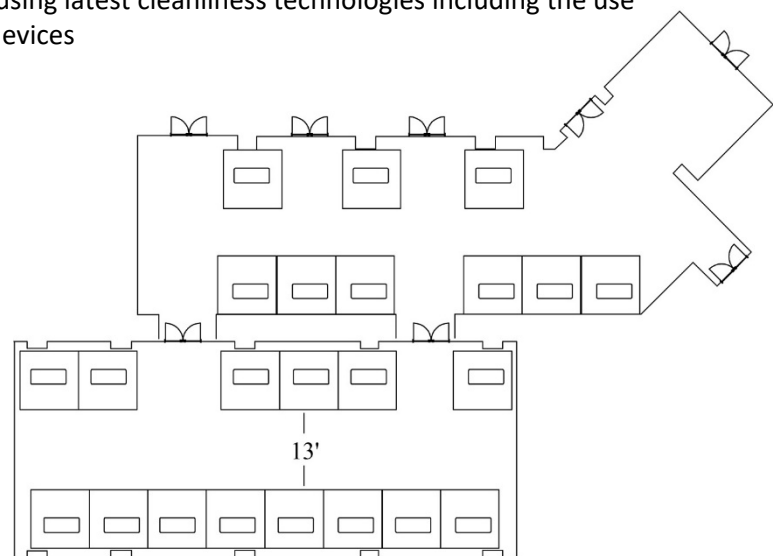 using latest cleanliness technologies including the use
evices
13'